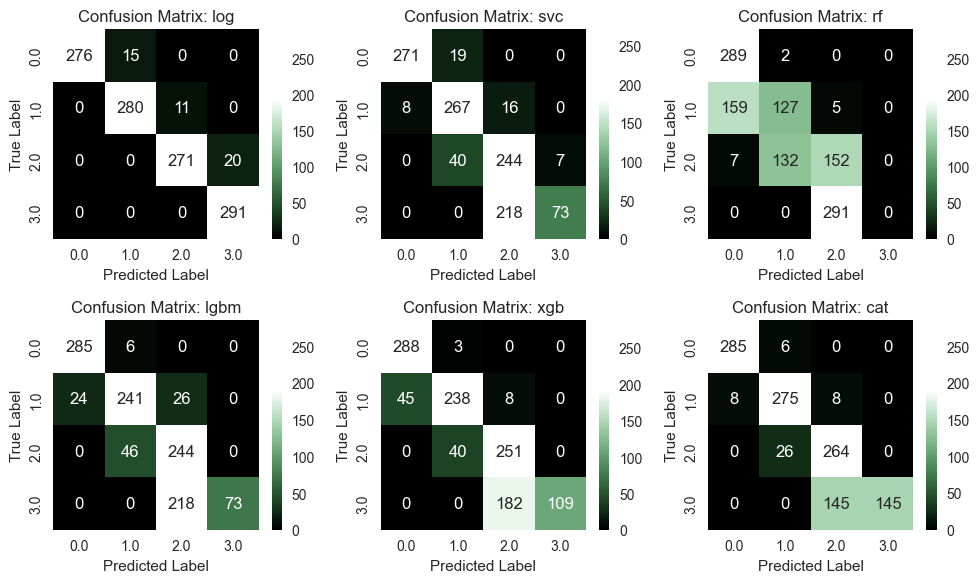 Confusion Matrix: log
True Label
0.0 276 15 0 0
1.0 0 280 11 0
2.0 0 0 271 20
3.0 0 0 0 291
0.0 1.0 2.0 3.0
Predicted Label
250
200
150
100
50
0
Confusion Matrix: svc
True Label
0.0 271 19 0 0
1.0 8 267 16 0
2.0 0 40 244 7
3.0 0 0 218 73
0.0 1.0 2.0 3.0
Predicted Label
250
200
150
100
50
0
Confusion Matrix: rf
True Label
0.0 289 2 0 0
1.0 159 127 5 0
2.0 7 132 152 0
3.0 0 0 291 0
0.0 1.0 2.0 3.0
Predicted Label
250
200
150
100
50
0
Confusion Matrix: lgbm
True Label
0.0 285 6 0 0
1.0 24 241 26 0
2.0 0 46 244 0
3.0 0 0 218 73
0.0 1.0 2.0 3.0
Predicted Label
250
200
150
100
50
0
Confusion Matrix: xgb
True Label
0.0 288 3 0 0
1.0 45 238 8 0
2.0 0 40 251 0
3.0 0 0 182 109
0.0 1.0 2.0 3.0
Predicted Label
250
200
150
100
50
0
Confusion Matrix: cat
True Label
0.0 285 6 0 0
1.0 8 275 8 0
2.0 0 26 264 0
3.0 0 0 145 145
0.0 1.0 2.0 3.0
Predicted Label
250
200
150
100
50
0